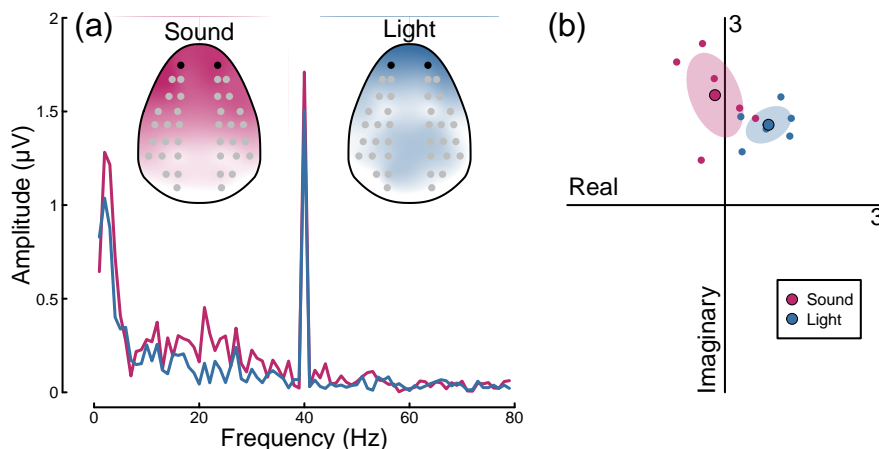 (a)
Sound
Light
Amplitude (µV)
2
1.5
1
0.5
0
0
20
40
60
80
Frequency (Hz)
(b)
3
Real
3
Imaginary
Sound
Light